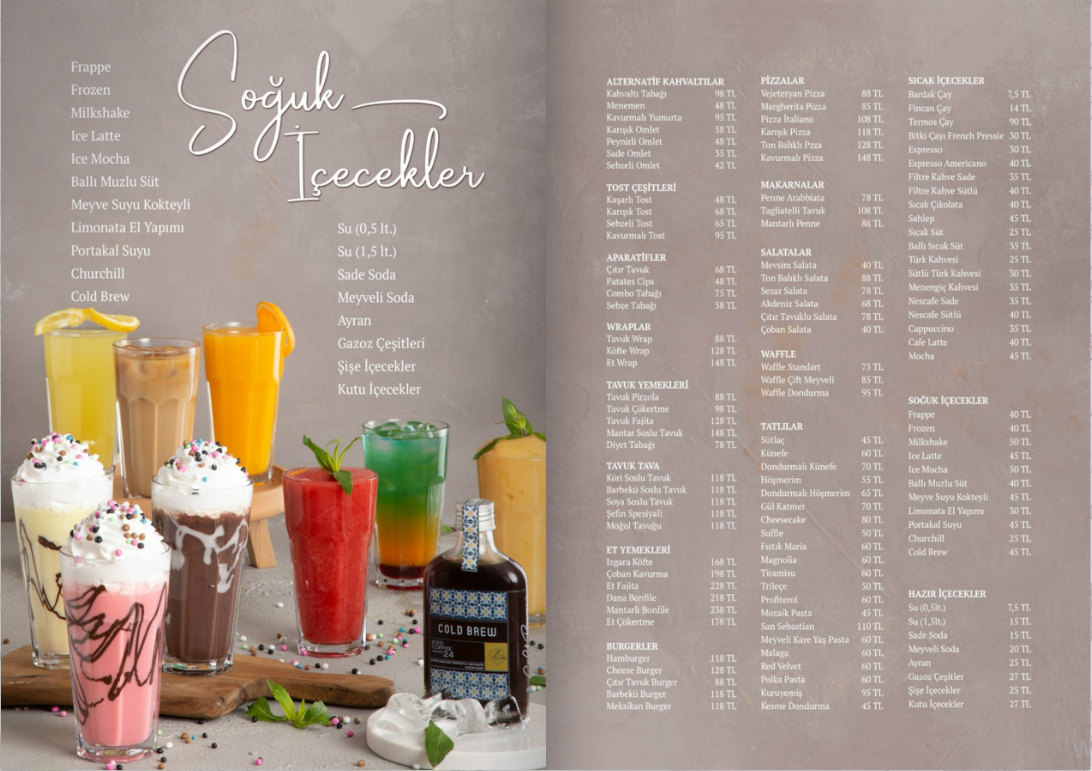 Soğuk
İçecekler
Frappe
Frozen
Milkshake
Ice Latte
Ice Mocha
Ballı Muzlu Süt
Meyve Suyu Kokteyli
Limonata El Yapımı
Portakal Suyu
Churchill
Cold Brew
Su (0,5 lt.)
Su (1,5 lt.)
Sade Soda
Meyveli Soda
Ayran
Gazoz Çeşitleri
Şişe İçecekler
Kutu İçecekler
COLD BREW
ICED
COFFEE
24
ALTERNATİF KAHVALTILAR
Kahvaltı Tabağı 98 TL
Menemen 48 TL
Kavurmalı Yumurta 95 TL
Karışık Omlet 58 TL
Peynirli Omlet 48 TL
Sade Omlet 35 TL
Sebzeli Omlet 42 TL
TOST ÇEŞİTLERİ
Kaşarlı Tost 48 TL
Karışık Tost 68 TL
Sebzeli Tost 65 TL
Kavurmalı Tost 95 TL
APARATİFLER
Çıtır Tavuk 68 TL
Patates Cips 48 TL
Combo Tabağı 75 TL
Sebze Tabağı 58 TL
WRAPLAR
Tavuk Wrap 88 TL
Köfte Wrap 128 TL
Et Wrap 148 TL
TAVUK YEMEKLERİ
Tavuk Pirzola 88 TL
Tavuk Çökertme 98 TL
Tavuk Fajita 128 TL
Mantar Soslu Tavuk 148 TL
Diyet Tabağı 78 TL
TAVUK TAVA
Köri Soslu Tavuk 118 TL
Barbekü Soslu Tavuk 118 TL
Soya Soslu Tavuk 118 TL
Şefin Spesiyali 118 TL
Moğol Tavuğu 118 TL
ET YEMEKLERİ
Izgara Köfte 168 TL
Çoban Kavurma 198 TL
Et Fajita 228 TL
Dana Bonfile 218 TL
Mantarlı Bonfile 258 TL
Et Çökertme 178 TL
BURGERLER
Hamburger 118 TL
Cheese Burger 128 TL
Çıtır Tavuk Burger 88 TL
Barbekü Burger 118 TL
Meksikan Burger 118 TL
PİZZALAR
Vejeteryan Pizza 88 TL
Margherita Pizza 85 TL
Pizza İtaliano 108 TL
Karışık Pizza 118 TL
Ton Balıklı Pzza 128 TL
Kavurmalı Pizza 148 TL
MAKARNALAR
Penne Arabbiata 78 TL
Tagliatelli Tavuk 108 TL
Mantarlı Penne 88 TL
SALATALAR
Mevsim Salata 40 TL
Ton Balıklı Salata 88 TL
Sezar Salata 78 TL
Akdeniz Salata 68 TL
Çıtır Tavuklu Salata 78 TL
Çoban Salata 40 TL
WAFFLE
Waffle Standart 75 TL
Waffle Çift Meyveli 85 TL
Waffle Dondurma 95 TL
TATLILAR
Sütlaç 45 TL
Künefe 60 TL
Dondurmalı Künefe 70 TL
Höşmerim 55 TL
Dondurmalı Höşmerim 65 TL
Gül Katmer 70 TL
Cheesecake 80 TL
Suffle 50 TL
Fıstık Maria 60 TL
Magnolia 60 TL
Tiramisu 60 TL
Trileçe 50 TL
Profiterol 60 TL
Mozaik Pasta 45 TL
San Sebastian 110 TL
Meyveli Kare Yaş Pasta 60 TL
Malaga 60 TL
Red Velvet 60 TL
Polka Pasta 60 TL
Kuruyemiş 95 TL
Kesme Dondurma 45 TL
SICAK İÇECEKLER
Bardak Çay 7,5 TL
Fincan Çay 14 TL
Termos Çay 90 TL
Bitki Çayı French Pressie 30 TL
Espresso 30 TL
Espresso Americano 40 TL
Filtre Kahve Sade 35 TL
Filtre Kahve Sütlü 40 TL
Sıcak Çikolata 40 TL
Sahlep 45 TL
Sıcak Süt 25 TL
Ballı Sıcak Süt 35 TL
Türk Kahvesi 25 TL
Sütlü Türk Kahvesi 30 TL
Menengiç Kahvesi 35 TL
Nescafe Sade 35 TL
Nescafe Sütlü 40 TL
Cappuccino 35 TL
Cafe Latte 40 TL
Mocha 45 TL
SOĞUK İÇECEKLER
Frappe 40 TL
Frozen 40 TL
Milkshake 50 TL
Ice Latte 45 TL
Ice Mocha 50 TL
Ballı Muzlu Süt 40 TL
Meyve Suyu Kokteyli 45 TL
Limonata El Yapımı 30 TL
Portakal Suyu 45 TL
Churchill 25 TL
Cold Brew 45 TL
HAZIR İÇECEKLER
Su (0,5lt.) 7,5 TL
Su (1,5lt.) 15 TL
Sade Soda 15 TL
Meyveli Soda 20 TL
Ayran 25 TL
Gazoz Çeşitler 27 TL
Şişe İçecekler 25 TL
Kutu İçecekler 27 TL